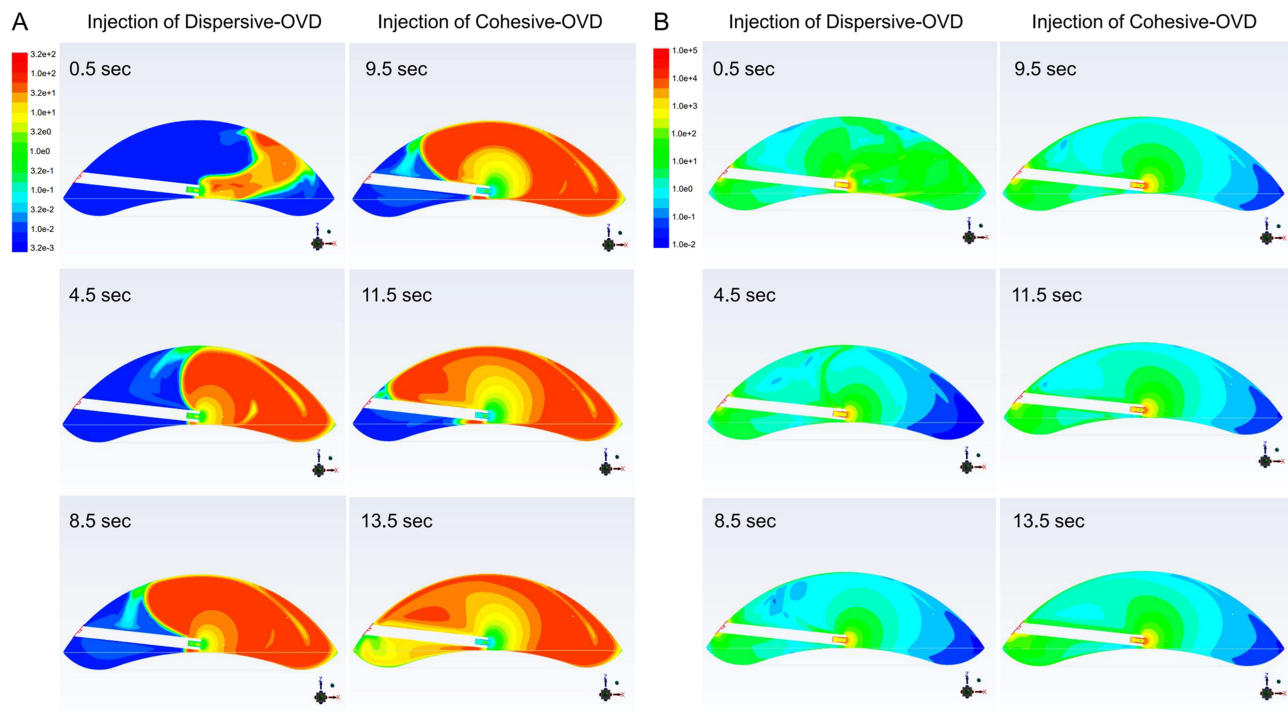 A
Injection of Dispersive-OVD
Injection of Cohesive-OVD
3.2e+2
1.0e+2
3.2e+1
1.0e+1
3.2e0
1.0e0
3.2e-1
1.0e-1
3.2e-2
1.0e-2
3.2e-3
0.5 sec
9.5 sec
4.5 sec
11.5 sec
8.5 sec
13.5 sec
B
Injection of Dispersive-OVD
Injection of Cohesive-OVD
1.0e+5
1.0e+4
1.0e+3
1.0e+2
1.0e+1
1.0e0
1.0e-1
1.0e-2
0.5 sec
9.5 sec
4.5 sec
11.5 sec
8.5 sec
13.5 sec